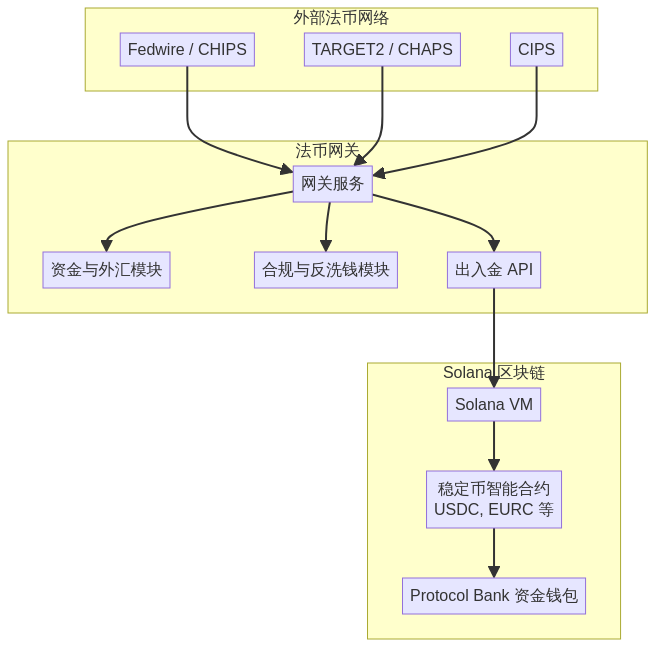 外部法币网络
Fedwire / CHIPS
TARGET2 / CHAPS
CIPS
法币网关
网关服务
资金与外汇模块
合规与反洗钱模块
出入金 API
Solana 区块链
Solana VM
稳定币智能合约
USDC, EURC 等
Protocol Bank 资金钱包